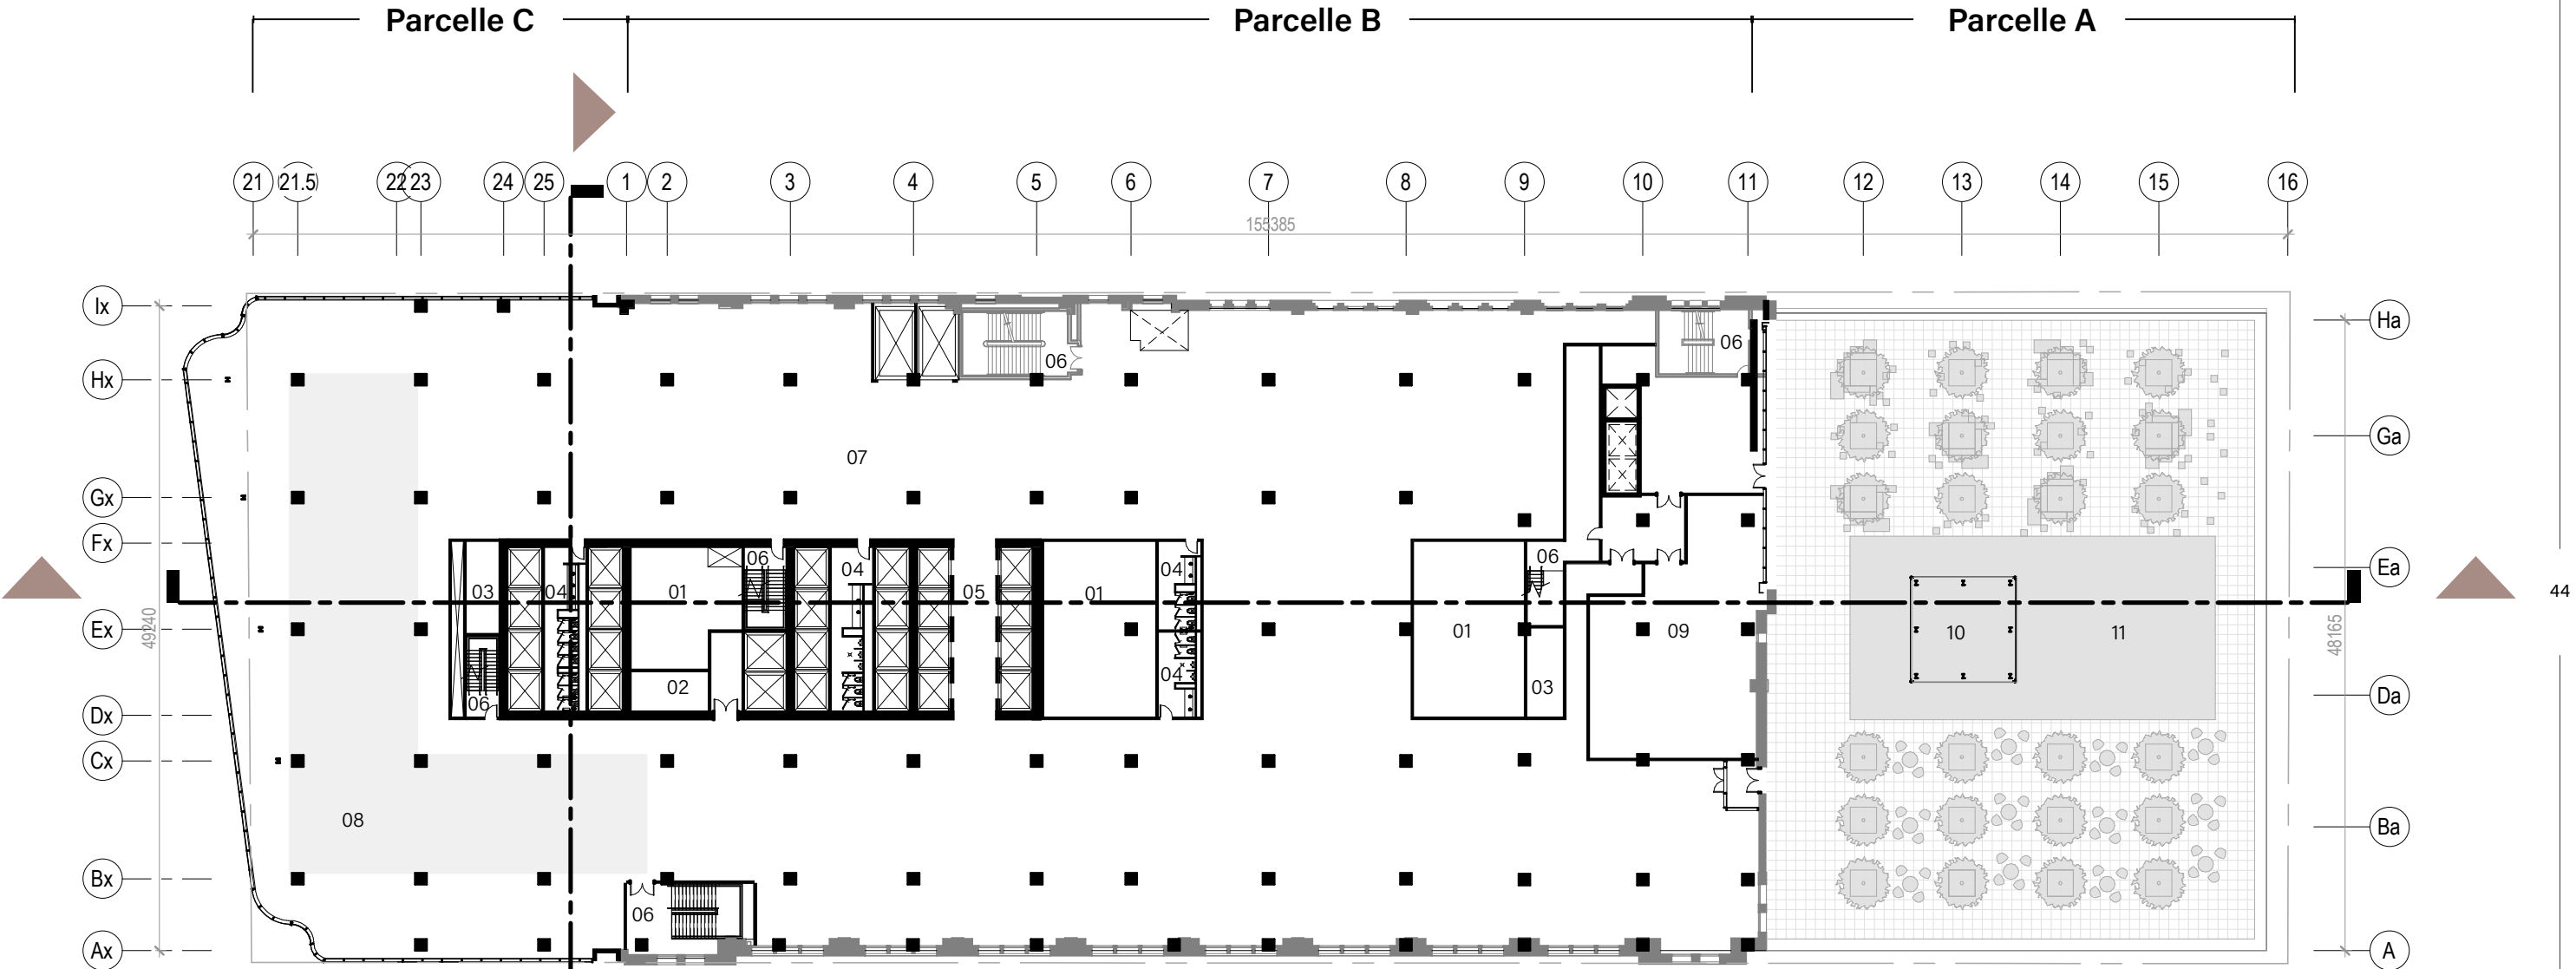 Parcelle C Parcelle B Parcelle A
21 21.5 22 23 24 25 1 2 3 4 5 6 7 8 9 10 11 12 13 14 15 16
155385
Ix Ha
06 06
Hx
Ga
07
Gx
Fx
06 04 04 06 Ea
03 04 01 05 01 44
49240 Ex 01 09 10 11 48165
04
02 03 Da
06
Dx
Cx
08 Ba
Bx
06
Ax A